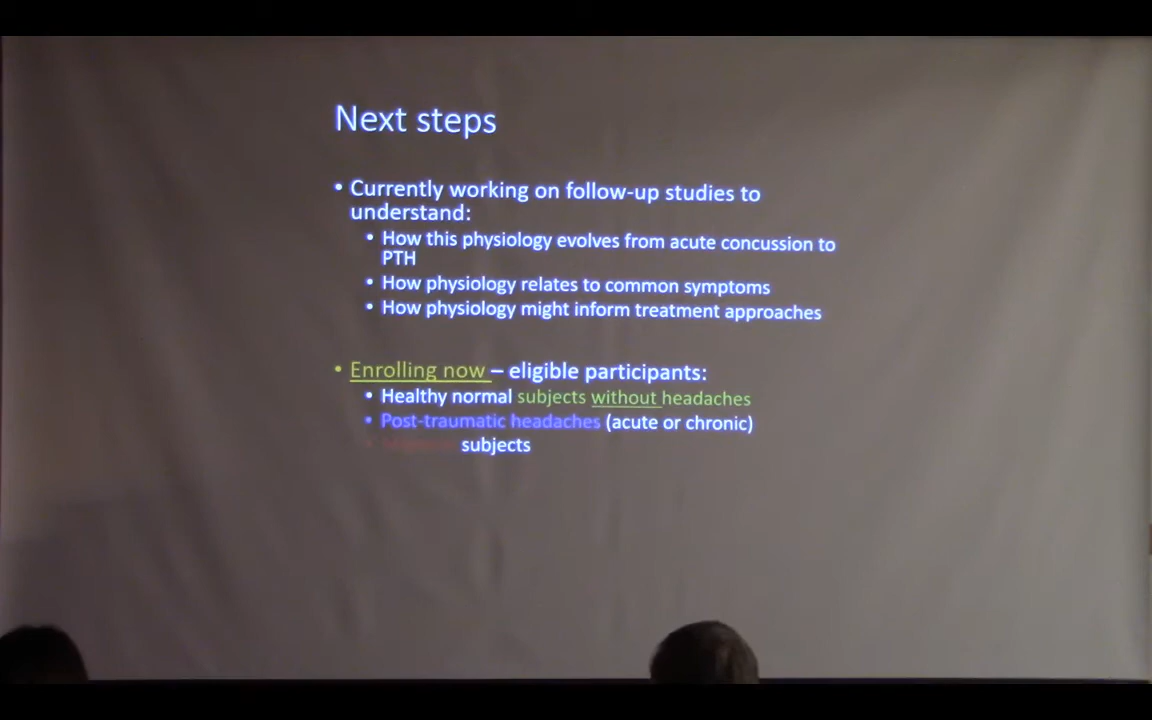 Next steps
• Currently working on follow-up studies to
understand:
• How this physiology evolves from acute concussion to
PTH
• How physiology relates to common symptoms
• How physiology might inform treatment approaches
• Enrolling now – eligible participants:
• Healthy normal subjects without headaches
• Post-traumatic headaches (acute or chronic)
• subjects